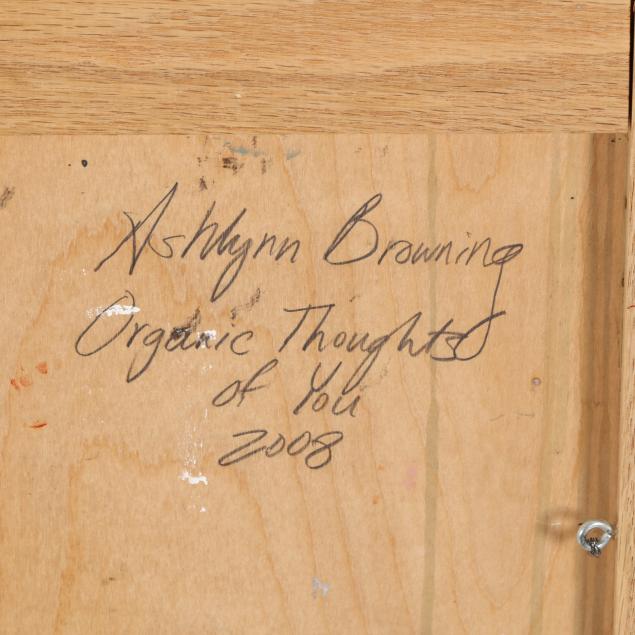 Ashlynn Browning
Organic Thoughts
of You
2008